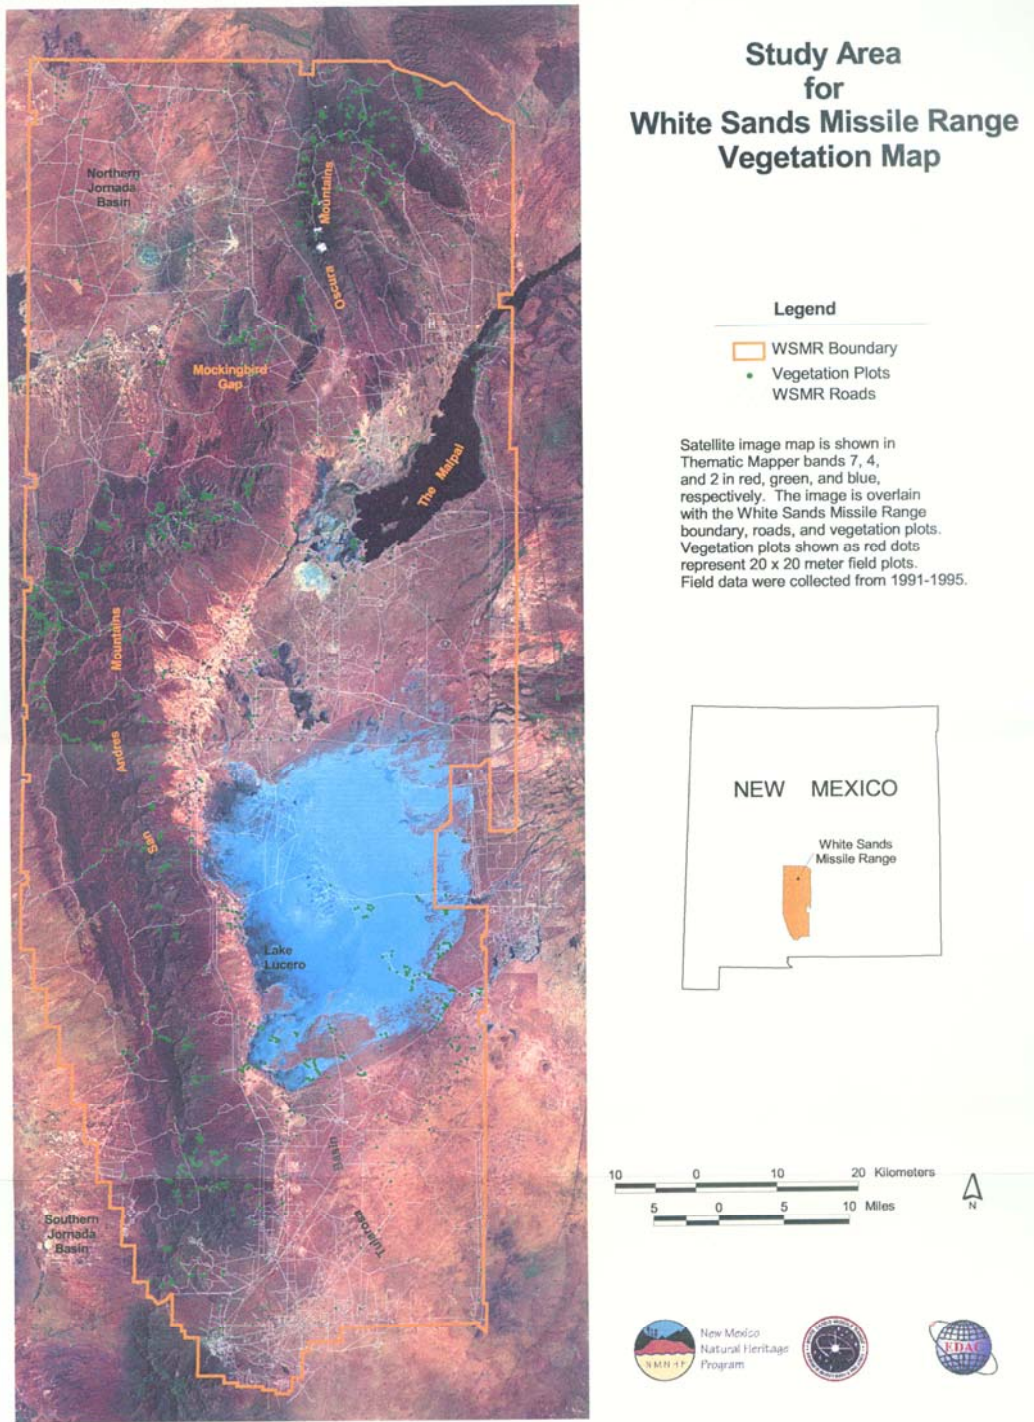 Study Area
for
White Sands Missile Range
Vegetation Map
Northern
Jornada
Basin
Mountains
Oscura
Mockingbird
Gap
The Malpai
Mountains
Andres
San
Lake
Lucero
Basin
Tularosa
Southern
Jornada
Basin
Legend
WSMR Boundary
Vegetation Plots
WSMR Roads
Satellite image map is shown in
Thematic Mapper bands 7, 4,
and 2 in red, green, and blue,
respectively. The image is overlain
with the White Sands Missile Range
boundary, roads, and vegetation plots.
Vegetation plots shown as red dots
represent 20 x 20 meter field plots.
Field data were collected from 1991-1995.
NEW MEXICO
White Sands
Missile Range
10 0 10 20 Kilometers
5 0 5 10 Miles
N
New Mexico
Natural Heritage
Program
NMNHP
EDAC